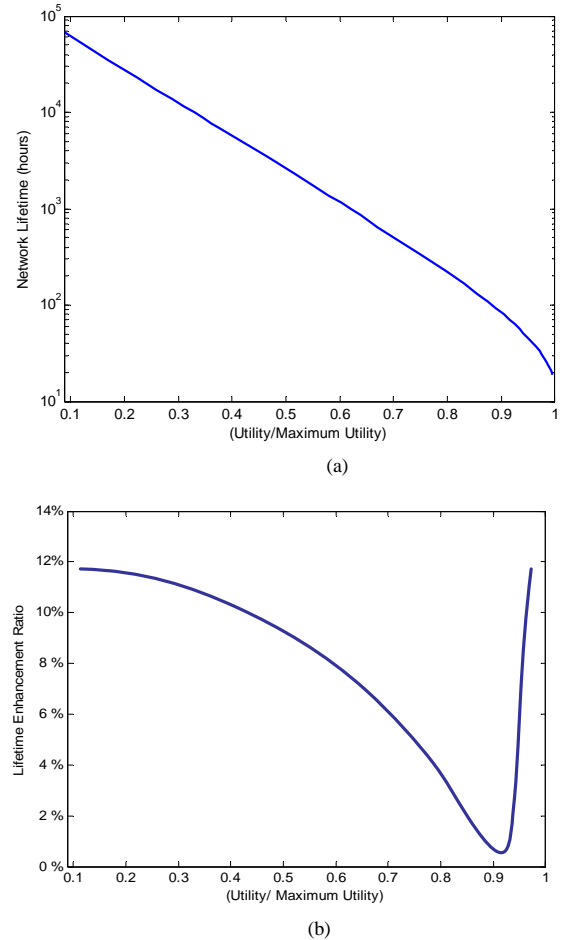 10^5
10^4
10^3
10^2
10^1
Network Lifetime (hours)
0.1 0.2 0.3 0.4 0.5 0.6 0.7 0.8 0.9 1
(Utility/Maximum Utility)
(a)
14%
12%
10%
8 %
6 %
4 %
2 %
0 %
Lifetime Enhancement Ratio
0.1 0.2 0.3 0.4 0.5 0.6 0.7 0.8 0.9 1
(Utility/ Maximum Utility)
(b)